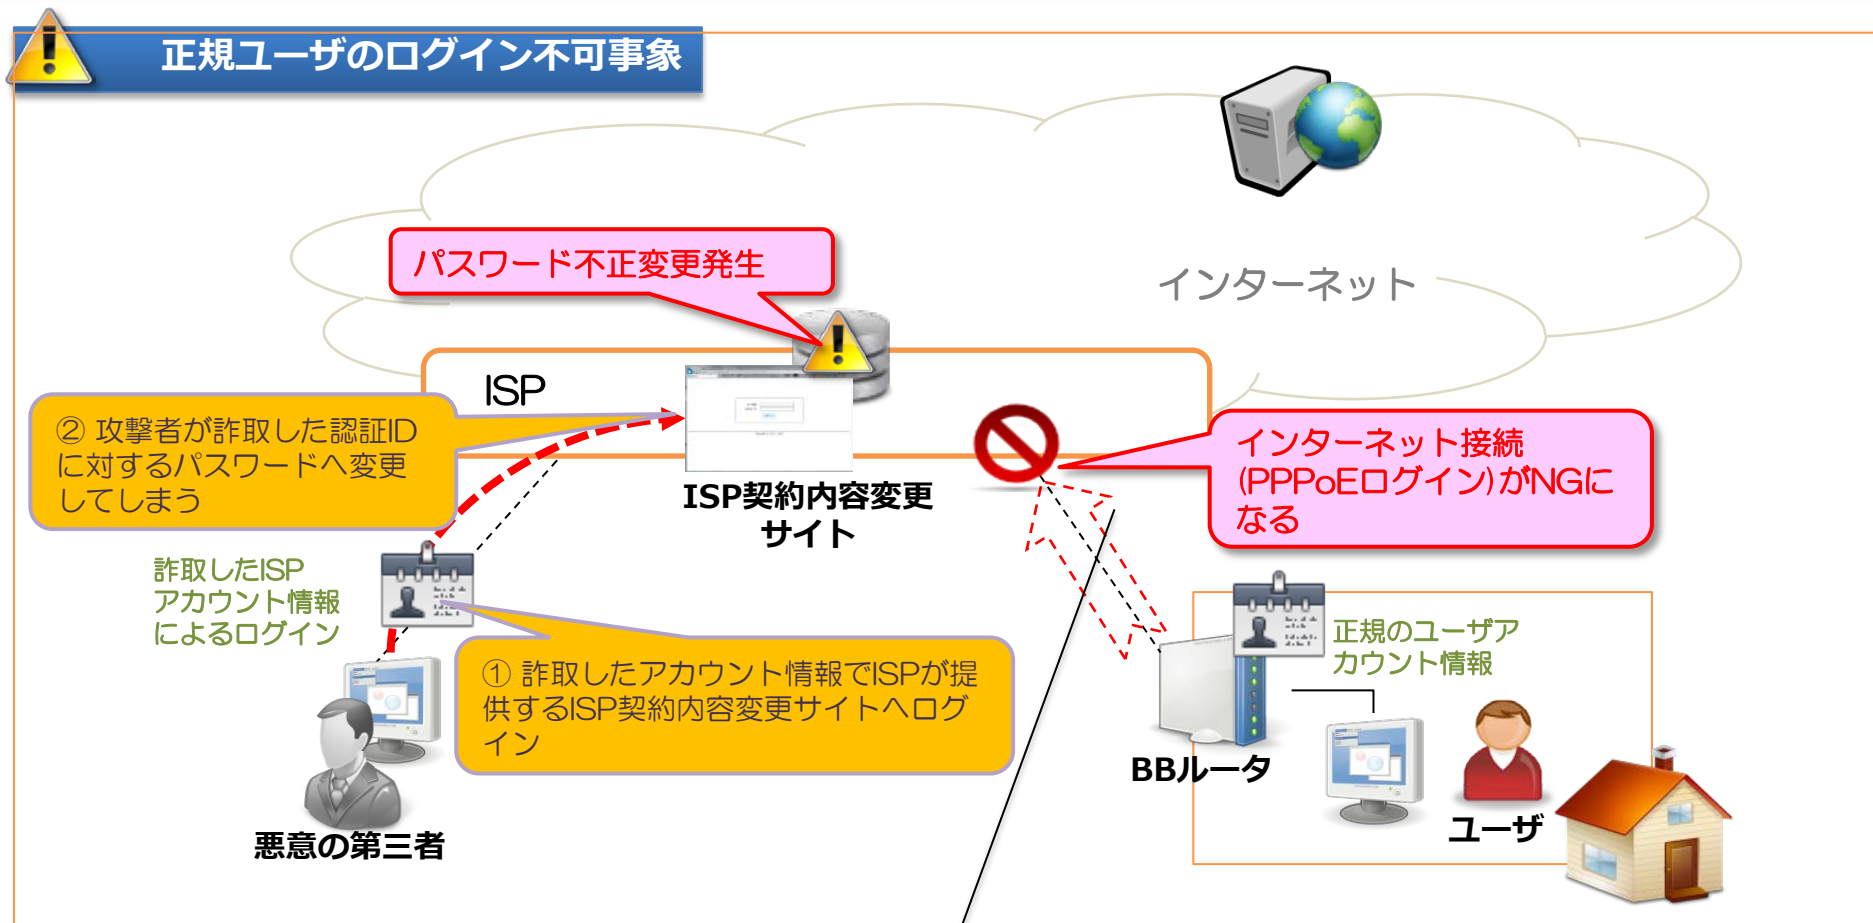 正規ユーザのログイン不可事象
インターネット
パスワード不正変更発生
ISP
② 攻撃者が詐取した認証ID
に対するパスワードへ変更
してしまう
ISP契約内容変更
サイト
インターネット接続
(PPPoEログイン)がNGに
なる
詐取したISP
アカウント情報
によるログイン
① 詐取したアカウント情報でISPが提
供するISP契約内容変更サイトへログ
イン
正規のユーザア
カウント情報
BBルータ
ユーザ
悪意の第三者